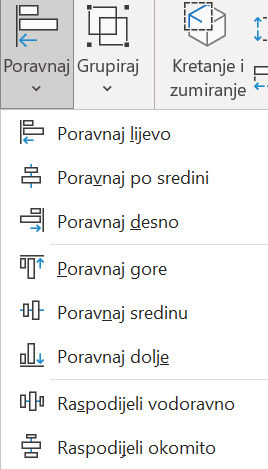 Poravnaj
Grupiraj
Kretanje i
zumiranje
Poravnaj lijevo
Poravnaj po sredini
Poravnaj desno
Poravnaj gore
Poravnaj sredinu
Poravnaj dolje
Raspodijeli vodoravno
Raspodijeli okomito